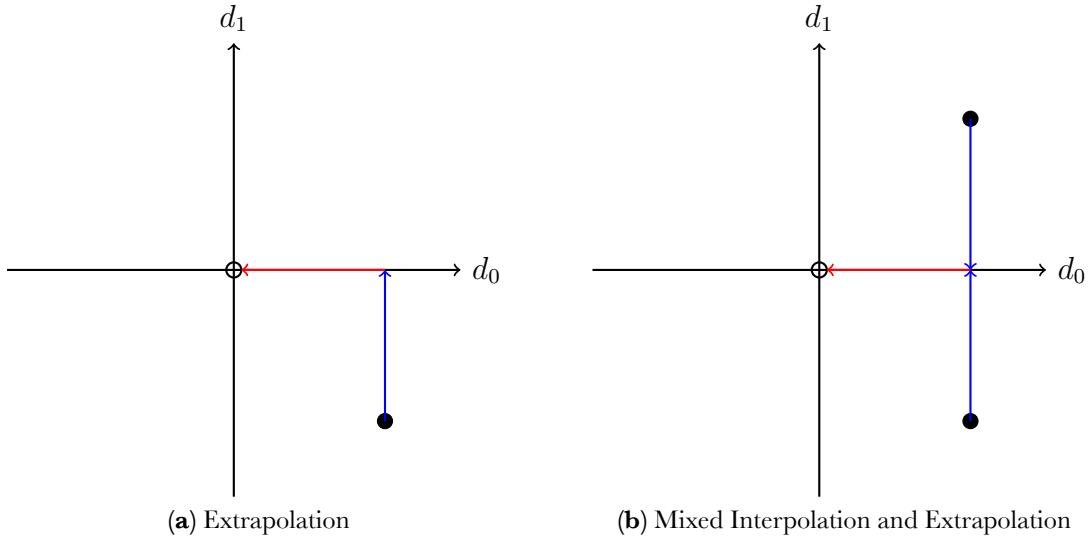 d₁
d₀
(a) Extrapolation
d₁
d₀
(b) Mixed Interpolation and Extrapolation